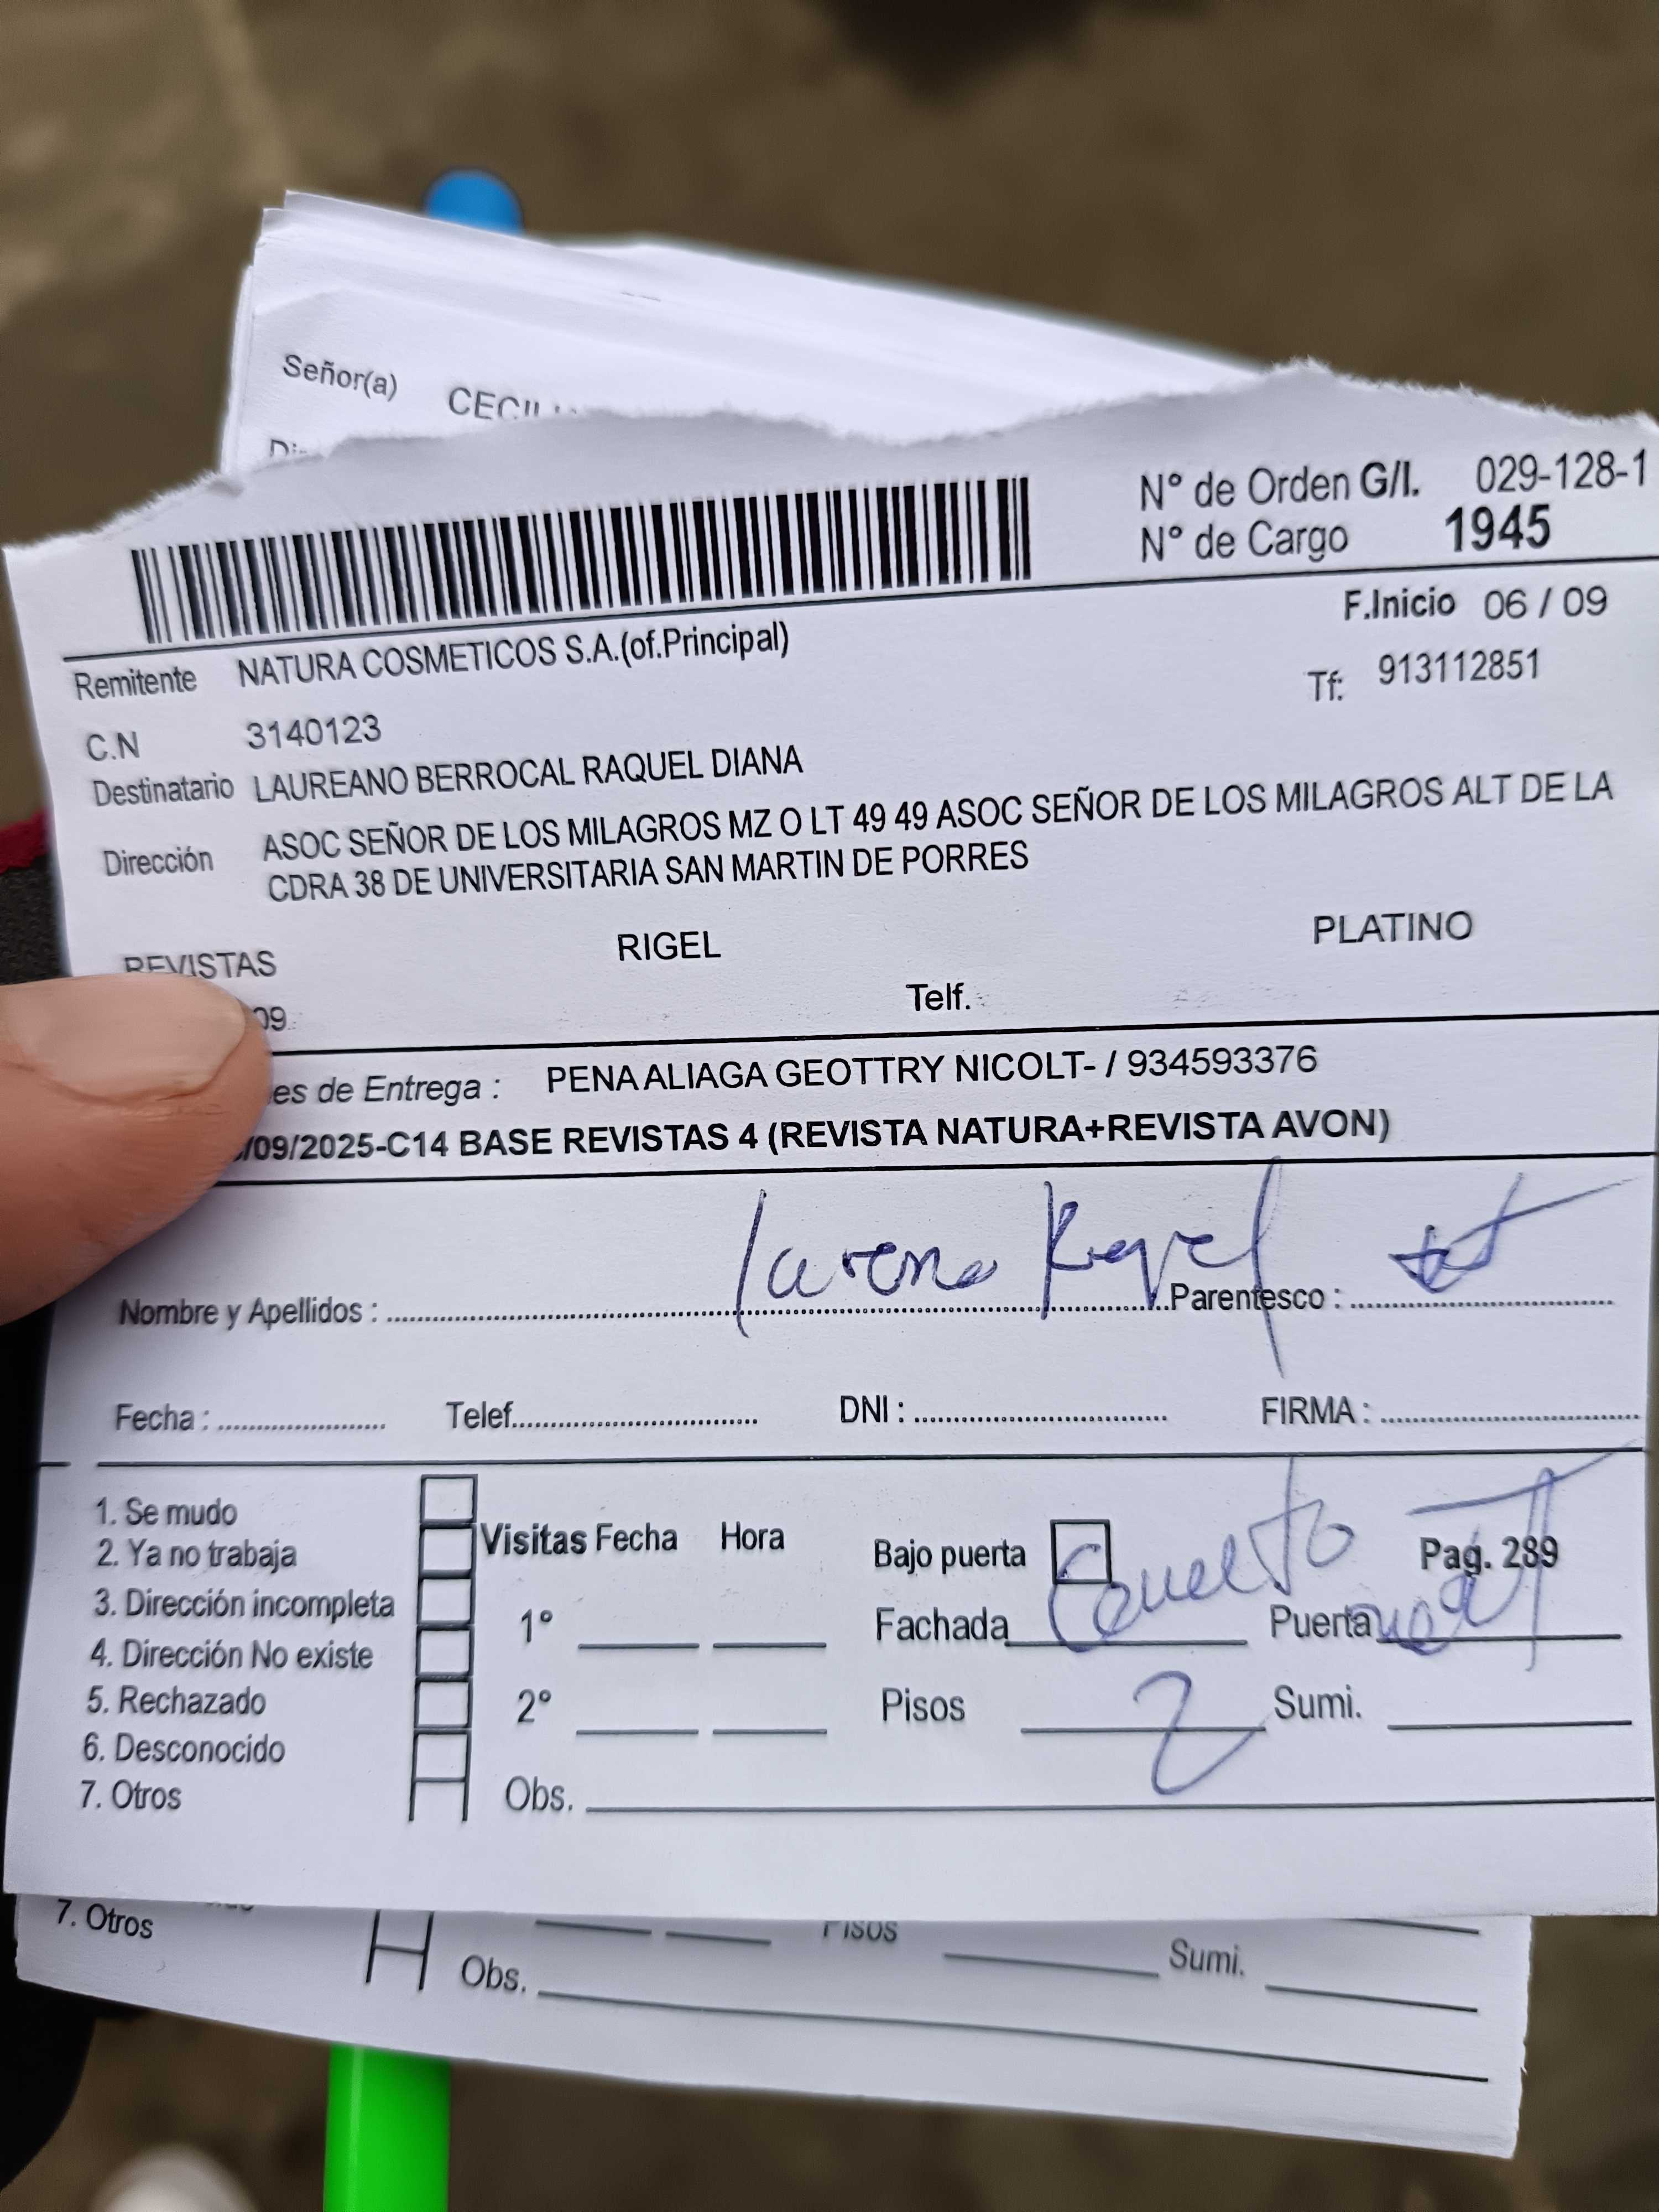 Señor(a)
N° de Orden G/I. 029-128-1
N° de Cargo 1945
F.Inicio 06 / 09
Remitente NATURA COSMETICOS S.A.(of.Principal)
Tf: 913112851
C.N 3140123
Destinatario LAUREANO BERROCAL RAQUEL DIANA
Dirección ASOC SEÑOR DE LOS MILAGROS MZ O LT 49 49 ASOC SEÑOR DE LOS MILAGROS ALT DE LA
CDRA 38 DE UNIVERSITARIA SAN MARTIN DE PORRES
REVISTAS RIGEL PLATINO
09 Telf.
es de Entrega : PENA ALIAGA GEOTTRY NICOLT- / 934593376
/09/2025-C14 BASE REVISTAS 4 (REVISTA NATURA+REVISTA AVON)
Nombre y Apellidos : Parentesco : tt
Fecha : Telef. DNI : FIRMA :
1. Se mudo
2. Ya no trabaja
3. Dirección incompleta
4. Dirección No existe
5. Rechazado
6. Desconocido
7. Otros
Visitas Fecha Hora
1°
2°
Obs.
Bajo puerta Pag. 289
Fachada Puerta
Pisos 2 Sumi.
7. Otros
Pisos
Obs. Sumi.